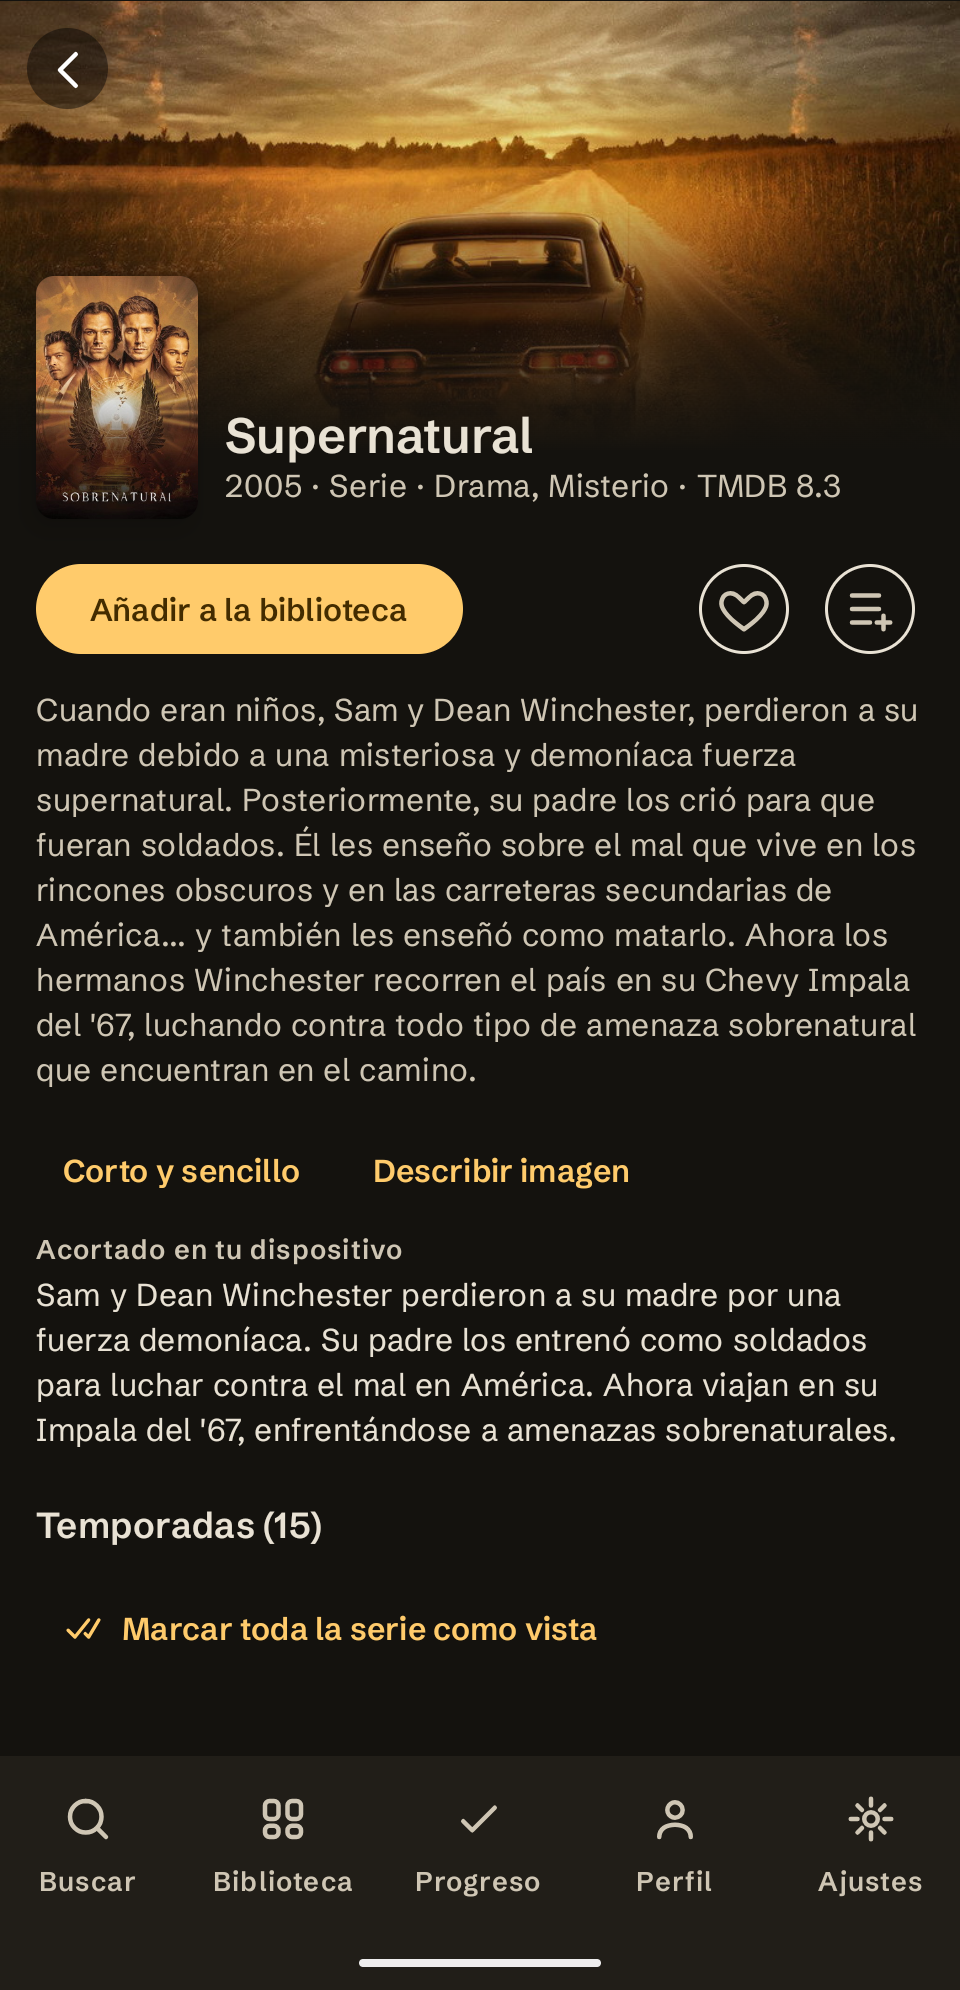 SOBRENATURAL
Supernatural
2005 · Serie · Drama, Misterio · TMDB 8.3
Añadir a la biblioteca
Cuando eran niños, Sam y Dean Winchester, perdieron a su
madre debido a una misteriosa y demoníaca fuerza
supernatural. Posteriormente, su padre los crió para que
fueran soldados. Él les enseño sobre el mal que vive en los
rincones obscuros y en las carreteras secundarias de
América... y también les enseñó como matarlo. Ahora los
hermanos Winchester recorren el país en su Chevy Impala
del '67, luchando contra todo tipo de amenaza sobrenatural
que encuentran en el camino.
Corto y sencillo Describir imagen
Acortado en tu dispositivo
Sam y Dean Winchester perdieron a su madre por una
fuerza demoníaca. Su padre los entrenó como soldados
para luchar contra el mal en América. Ahora viajan en su
Impala del '67, enfrentándose a amenazas sobrenaturales.
Temporadas (15)
Marcar toda la serie como vista
Buscar Biblioteca Progreso Perfil Ajustes